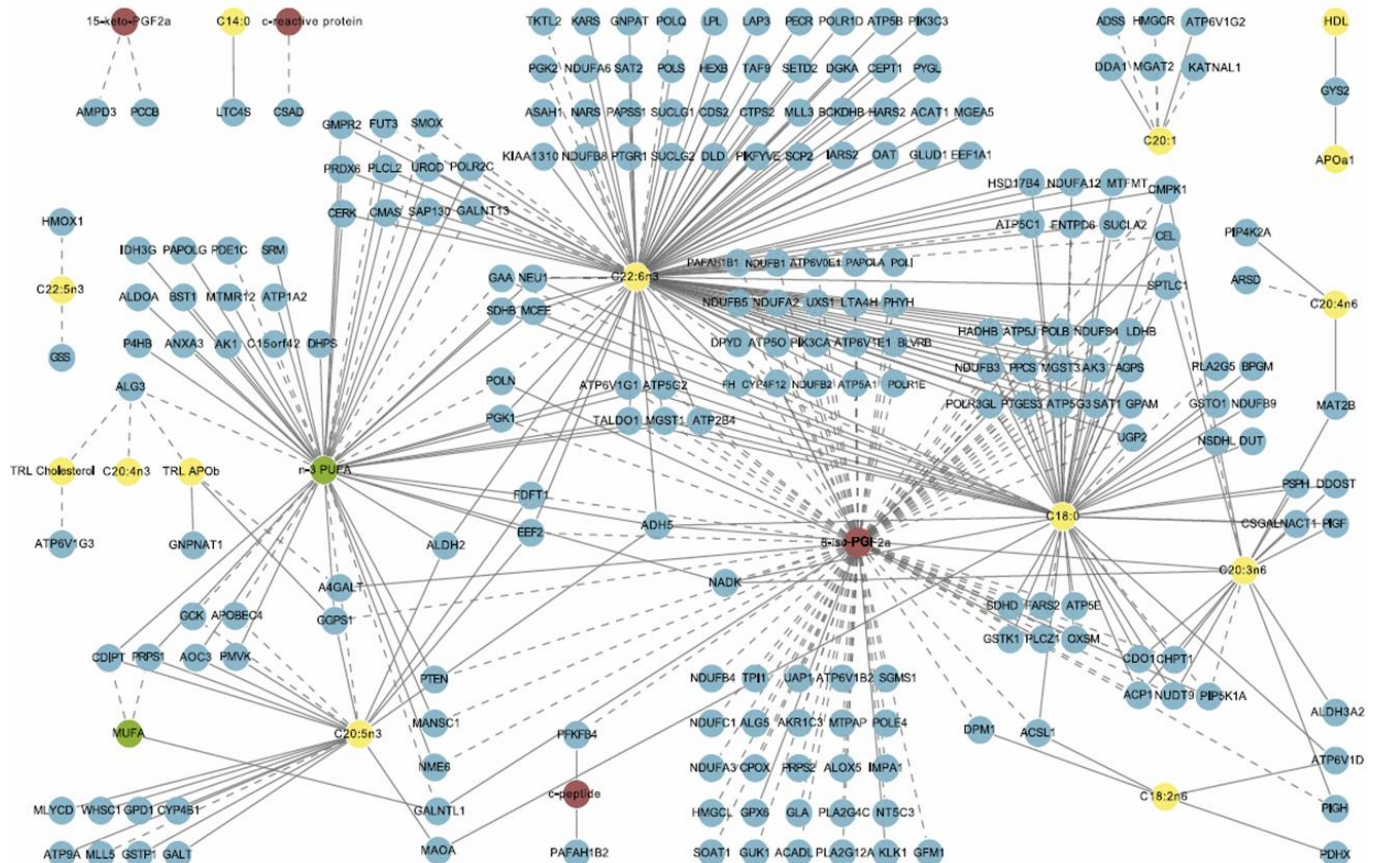 15-keto-PGF2a C14:0 c-reactive protein TKTL2 KARS GNPAT POLQ LPL LAP3 PECR POLR1D ATP5B PIK3C3 ADSS HMGCR ATP6V1G2 HDL
PGK2 NDUFA6 SAT2 POLS HEXB TAF9 SETD2 DGKA CEPT1 PYGL DDA1 MGAT2 KATNAL1
GYS2
AMPD3 PCCB LTC4S CSAD ASAH1 NARS PAPSS1 SUCLG1 CDS2 CTPS2 MLL3 BCKDHB HARS2 ACAT1 MGEA5
GMPR2 FUT3 SMOX
C20:1
KIAA1310 NDUFB8 PTGR1 SUCLG2 DLD PIKFYVE SCP2 IARS2 OAT GLUD1 EEF1A1 APOa1
PRDX6 PLCL2 UROD POLR2C
HSD17B4 NDUFA12 MTFMT CMPK1
CERK CMAS SAP130 GALNT13
HMOX1 ATP5C1 ENTPD6 SUCLA2
PIP4K2A CEL
IDH3G PAPOLG PDE1C SRM
PAFAH1B1 NDUFB1 ATP6V0E1 PAPOLA POLI
GAA NEU1 C22:6n3 ARSD
C22:5n3 SPTLC1
ALDOA BST1 MTMR12 ATP1A2 NDUFB5 NDUFA2 UXS1 LTA4H PHYH C20:4n6
SDHB MCEE
HADHB ATP5J POLB NDUFS4 LDHB
P4HB ANXA3 AK1 C15orf42 DHPS DPYD ATP5O PIK3CA ATP6V1E1 BLVRB
GSS
NDUFB3 PPCS MGST3 AK3 AGPS PLA2G5 BPGM
POLN ATP6V1G1 ATP5G2 FH CYP4F12 NDUFB2 ATP5A1 POLR1E
ALG3
POLR3GL PTGES3 ATP5G3 SAT1 GPAM GSTO1 NDUFB9 MAT2B
PGK1 TALDO1 MGST1 ATP2B4
UGP2 NSDHL DUT
TRL Cholesterol C20:4n3 TRL APOb n-3 PUFA
PSPH DDOST
FDFT1
C18:0
ADH5 CSGALNACT1 PIGF
EEF2
ATP6V1G3 GNPNAT1 ALDH2 8-iso-PGF2a
C20:3n6
A4GALT NADK
SDHD FARS2 ATP5E
GCK APOBEC4 GGPS1
GSTK1 PLCZ1 OXSM
CDIPT PRPS1 AOC3 PMVK CDO1 CHPT1
PTEN NDUFB4 TPI1 UAP1 ATP6V1B2 SGMS1
ACP1 NUDT9 PIP5K1A
ALDH3A2
MANSC1 NDUFC1 ALG5 AKR1C3 MTPAP POLE4
MUFA C20:5n3 PFKFB4 DPM1 ACSL1
ATP6V1D
NME6 NDUFA3 CPOX PRPS2 ALOX5 IMPA1
c-peptide C18:2n6
MLYCD WHSC1 GPD1 CYP4B1 GALNTL1 HMGCL GPX6 GLA PLA2G4C NT5C3 PIGH
ATP9A MLL5 GSTP1 GALT MAOA PAFAH1B2 SOAT1 GUK1 ACADL PLA2G12A KLK1 GFM1 PDHX